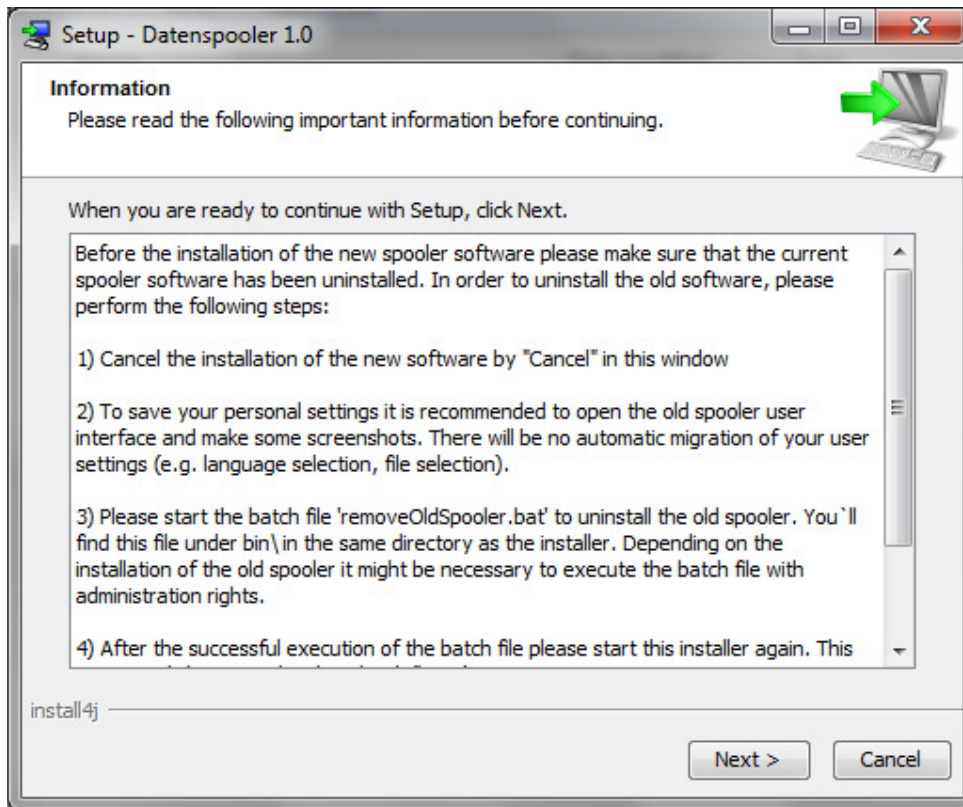 Setup - Datenspooler 1.0
Information
Please read the following important information before continuing.
When you are ready to continue with Setup, click Next.
Before the installation of the new spooler software please make sure that the current
spooler software has been uninstalled. In order to uninstall the old software, please
perform the following steps:
1) Cancel the installation of the new software by "Cancel" in this window
2) To save your personal settings it is recommended to open the old spooler user
interface and make some screenshots. There will be no automatic migration of your user
settings (e.g. language selection, file selection).
3) Please start the batch file 'removeOldSpooler.bat' to uninstall the old spooler. You`ll
find this file under bin\ in the same directory as the installer. Depending on the
installation of the old spooler it might be necessary to execute the batch file with
administration rights.
4) After the successful execution of the batch file please start this installer again. This
install4j
Next >
Cancel